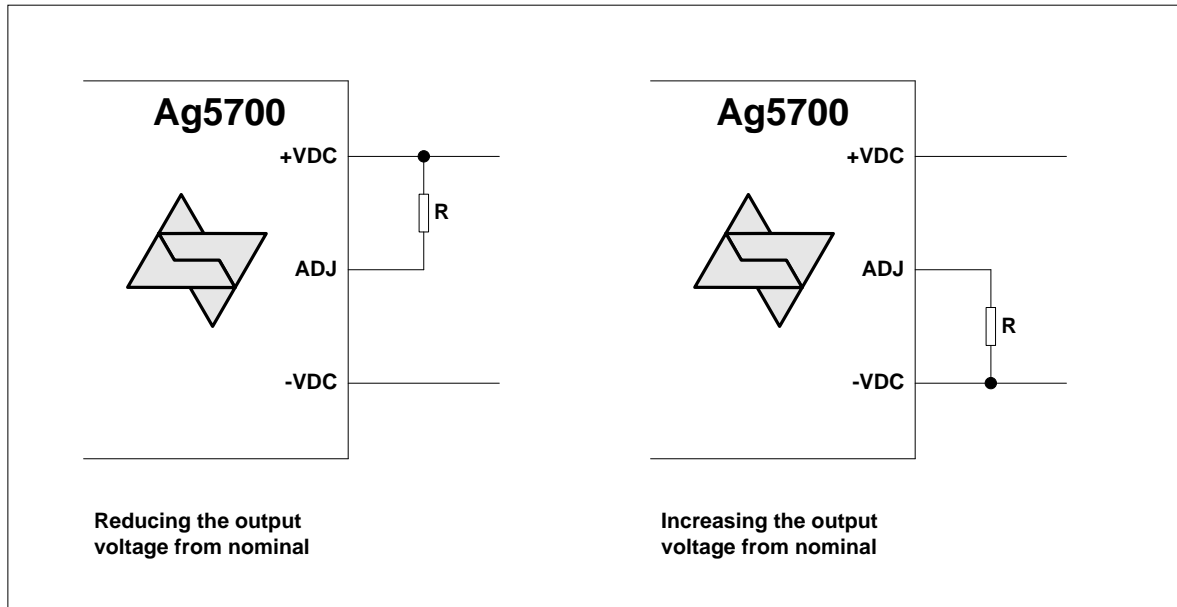 Ag5700
+VDC
R
ADJ
-VDC
Reducing the output
voltage from nominal
Ag5700
+VDC
ADJ
R
-VDC
Increasing the output
voltage from nominal